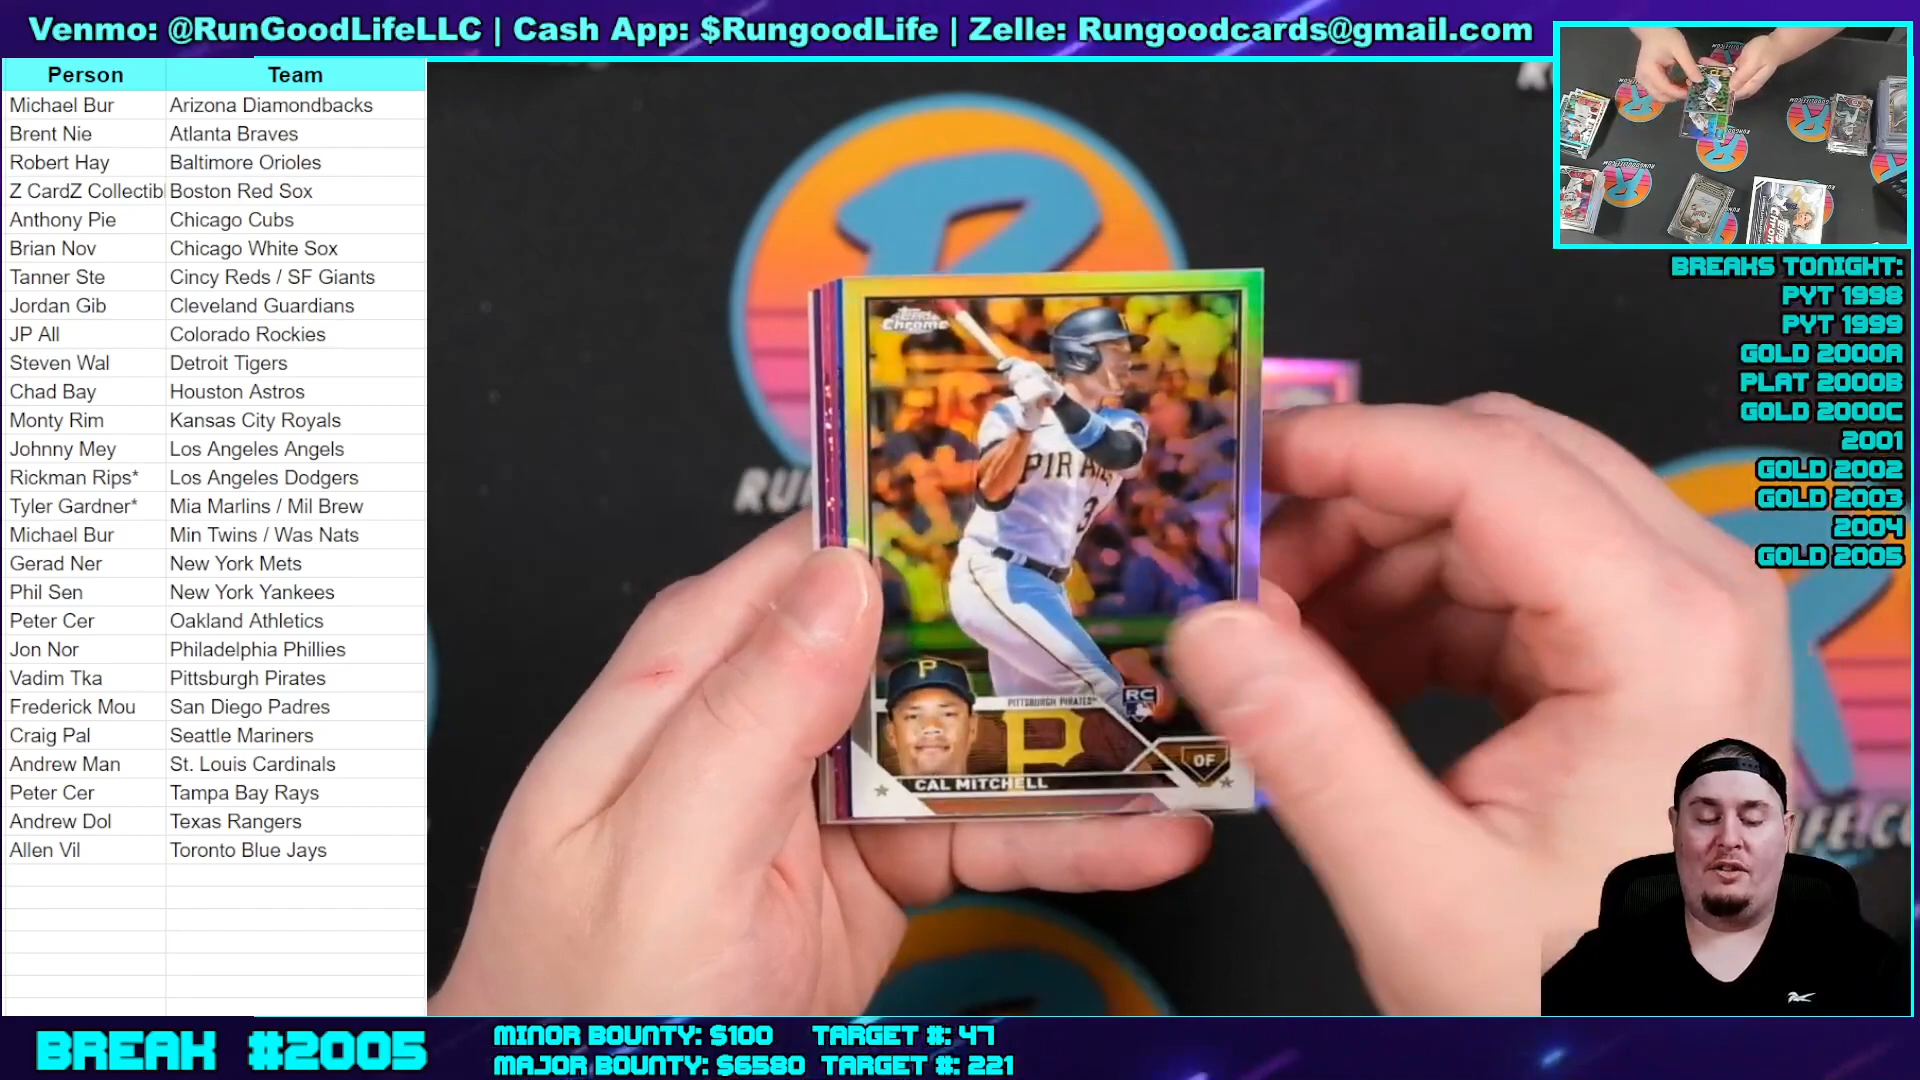 Venmo: @RunGoodLifeLLC | Cash App: $RungoodLife | Zelle: Rungoodcards@gmail.com
Person Team
Michael Bur Arizona Diamondbacks
Brent Nie Atlanta Braves
Robert Hay Baltimore Orioles
Z CardZ Collectibl Boston Red Sox
Anthony Pie Chicago Cubs
Brian Nov Chicago White Sox
Tanner Ste Cincy Reds / SF Giants
Jordan Gib Cleveland Guardians
JP All Colorado Rockies
Steven Wal Detroit Tigers
Chad Bay Houston Astros
Monty Rim Kansas City Royals
Johnny Mey Los Angeles Angels
Rickman Rips* Los Angeles Dodgers
Tyler Gardner* Mia Marlins / Mil Brew
Michael Bur Min Twins / Was Nats
Gerad Ner New York Mets
Phil Sen New York Yankees
Peter Cer Oakland Athletics
Jon Nor Philadelphia Phillies
Vadim Tka Pittsburgh Pirates
Frederick Mou San Diego Padres
Craig Pal Seattle Mariners
Andrew Man St. Louis Cardinals
Peter Cer Tampa Bay Rays
Andrew Dol Texas Rangers
Allen Vil Toronto Blue Jays
Topps
Chrome
PITTSBURGH PIRATES
RC
P
OF
CAL MITCHELL
BREAKS TONIGHT:
PYT 1998
PYT 1999
GOLD 2000A
PLAT 2000B
GOLD 2000C
2001
GOLD 2002
GOLD 2003
2004
GOLD 2005
BREAK #2005
MINOR BOUNTY: $100 TARGET #: 47
MAJOR BOUNTY: $6580 TARGET #: 221